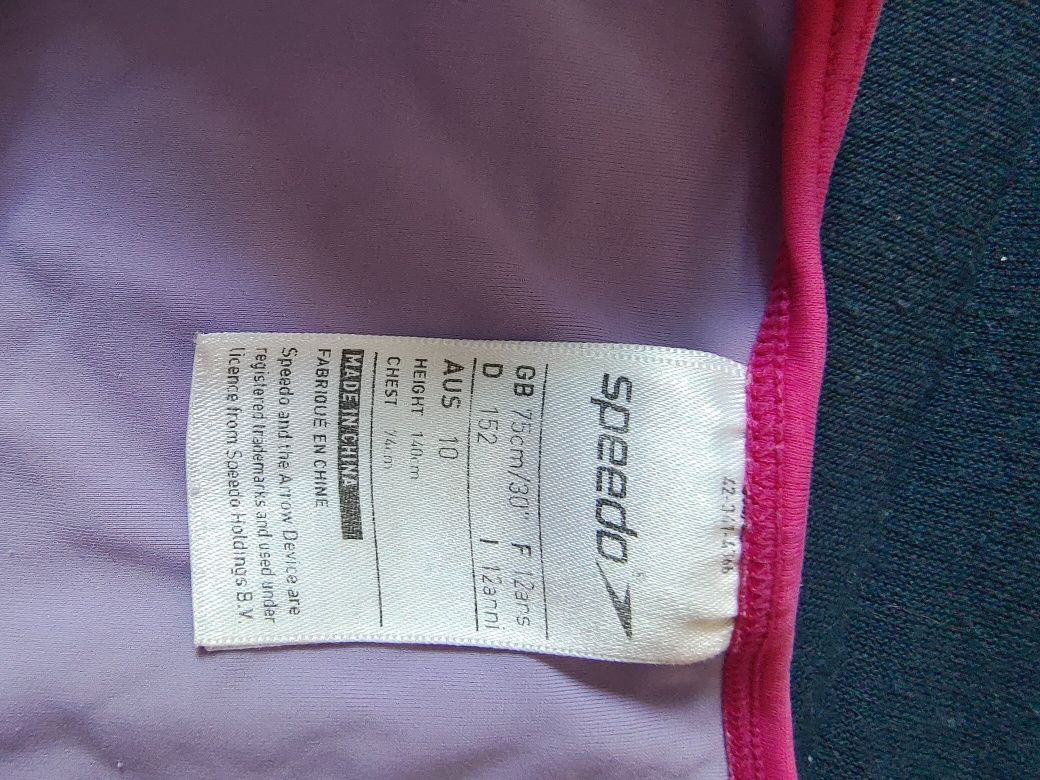 speedo
GB 75cm/30" F 12ans
D 152 I 12anni
AUS 10
HEIGHT 140cm
CHEST 74cm
MADE IN CHINA
FABRIQUE EN CHINE
Speedo and the Arrow Device are
registered trademarks and used under
licence from Speedo Holdings B.V.